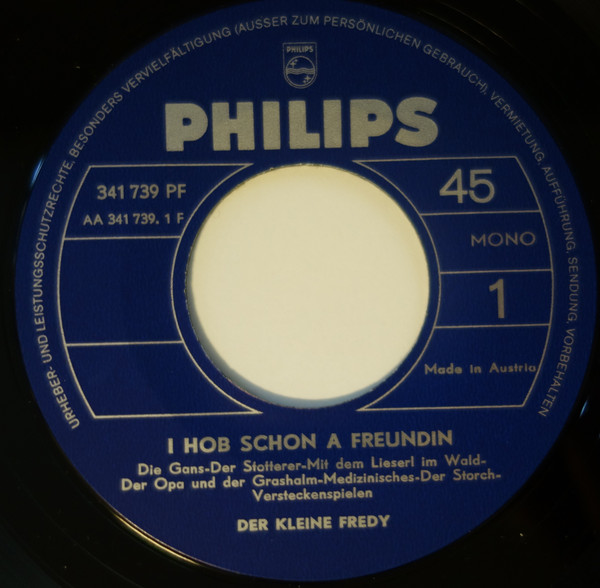 URHEBER- UND LEISTUNGSSCHUTZRECHTE, BESONDERS VERVIELFÄLTIGUNG (AUSSER ZUM PERSÖNLICHEN GEBRAUCH), VERMIETUNG, AUFFÜHRUNG, SENDUNG, VORBEHALTEN
PHILIPS
PHILIPS
341 739 PF
AA 341 739. 1 F
45
MONO
1
Made in Austria
I HOB SCHON A FREUNDIN
Die Gans-Der Stotterer-Mit dem Lieserl im Wald-
Der Opa und der Grashalm-Medizinisches-Der Storch-
Versteckenspielen
DER KLEINE FREDY